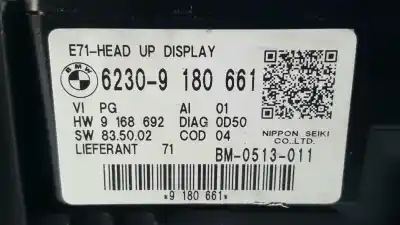 E71-HEAD UP DISPLAY
BMW 6230-9 180 661
VI PG AI 01
HW 9 168 692 DIAG 0D50
SW 83.50.02 COD 04
NIPPON SEIKI
CO.,LTD.
LIEFERANT 71 BM-0513-011
*9 180 661*